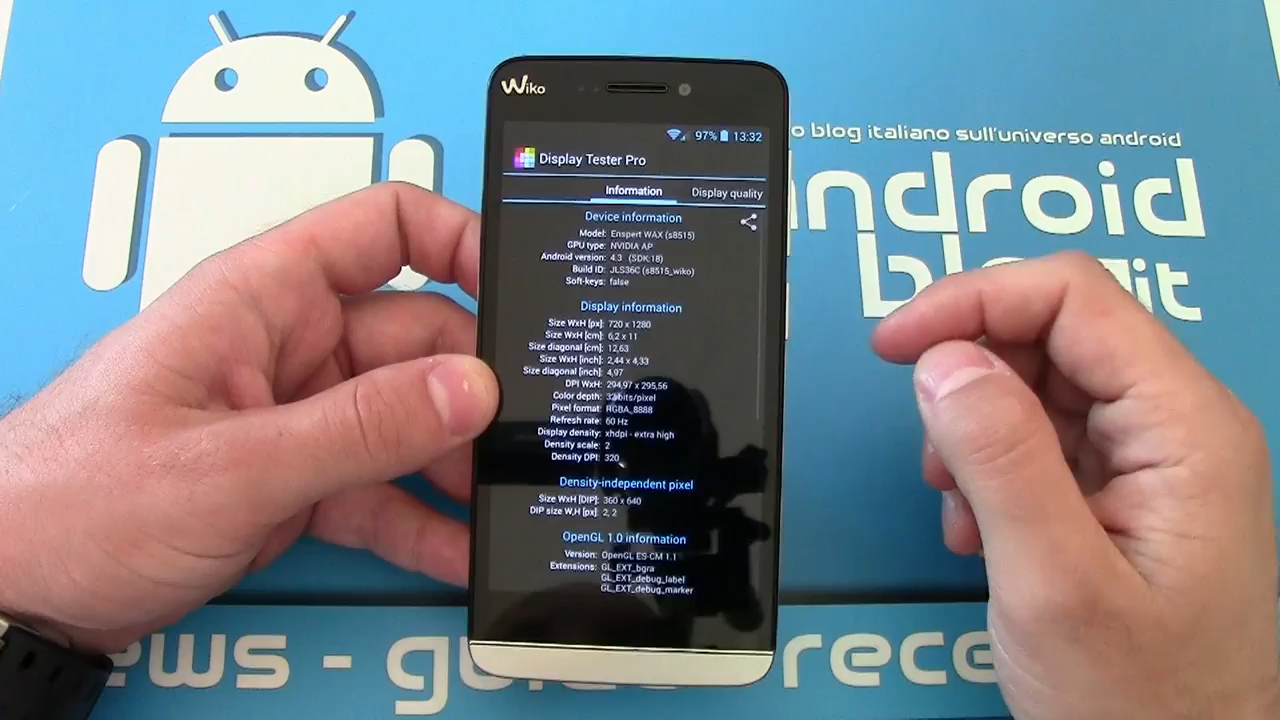 Wiko
97% 13:32
Display Tester Pro
Information Display quality
Device information
Model: Enspert WAX (s8515)
GPU type: NVIDIA AP
Android version: 4.3 (SDK:18)
Build ID: JLS36C (s8515_wiko)
Soft-keys: false
Display information
Size WxH [px]: 720 x 1280
Size WxH [cm]: 6,2 x 11
Size diagonal [cm]: 12,63
Size WxH [inch]: 2,44 x 4,33
Size diagonal [inch]: 4,97
DPI WxH: 294,97 x 295,56
Color depth: 32bits/pixel
Pixel format: RGBA_8888
Refresh rate: 60 Hz
Display density: xhdpi - extra high
Density scale: 2
Density DPI: 320
Density-independent pixel
Size WxH [DIP]: 360 x 640
DIP size W,H [px]: 2, 2
OpenGL 1.0 information
Version: OpenGL ES-CM 1.1
Extensions: GL_EXT_bgra
GL_EXT_debug_label
GL_EXT_debug_marker
o blog italiano sull'universo android
android
blog.it
ews - gu rece